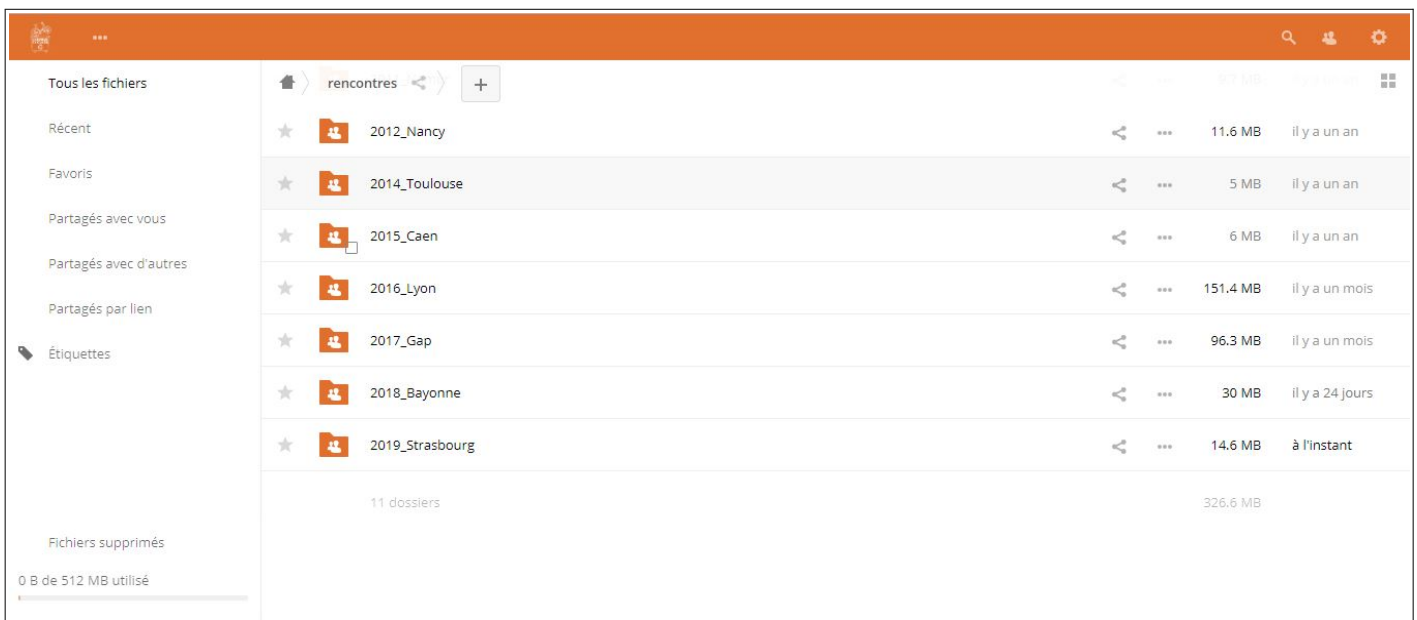 Tous les fichiers
Récent
Favoris
Partagés avec vous
Partagés avec d'autres
Partagés par lien
Étiquettes
Fichiers supprimés
0 B de 512 MB utilisé
rencontres
2012_Nancy 11.6 MB il y a un an
2014_Toulouse 5 MB il y a un an
2015_Caen 6 MB il y a un an
2016_Lyon 151.4 MB il y a un mois
2017_Gap 96.3 MB il y a un mois
2018_Bayonne 30 MB il y a 24 jours
2019_Strasbourg 14.6 MB à l'instant
11 dossiers 326.6 MB